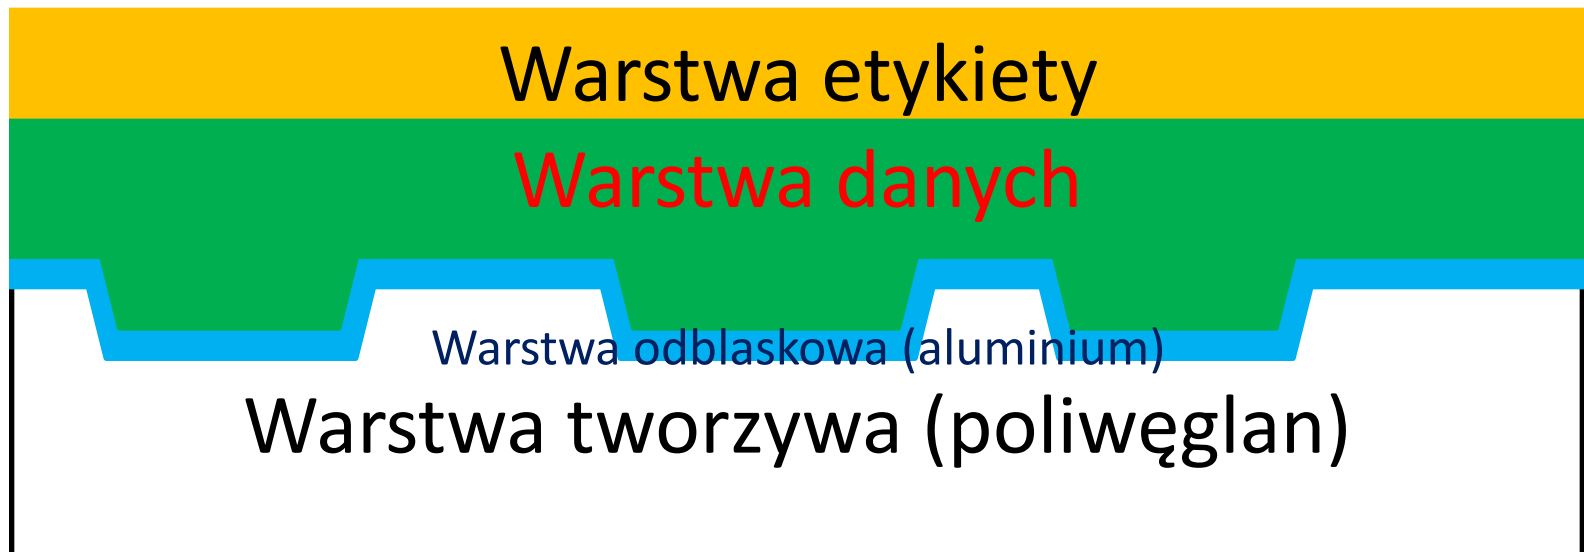 Warstwa etykiety
Warstwa danych
Warstwa odblaskowa (aluminium)
Warstwa tworzywa (poliwęglan)